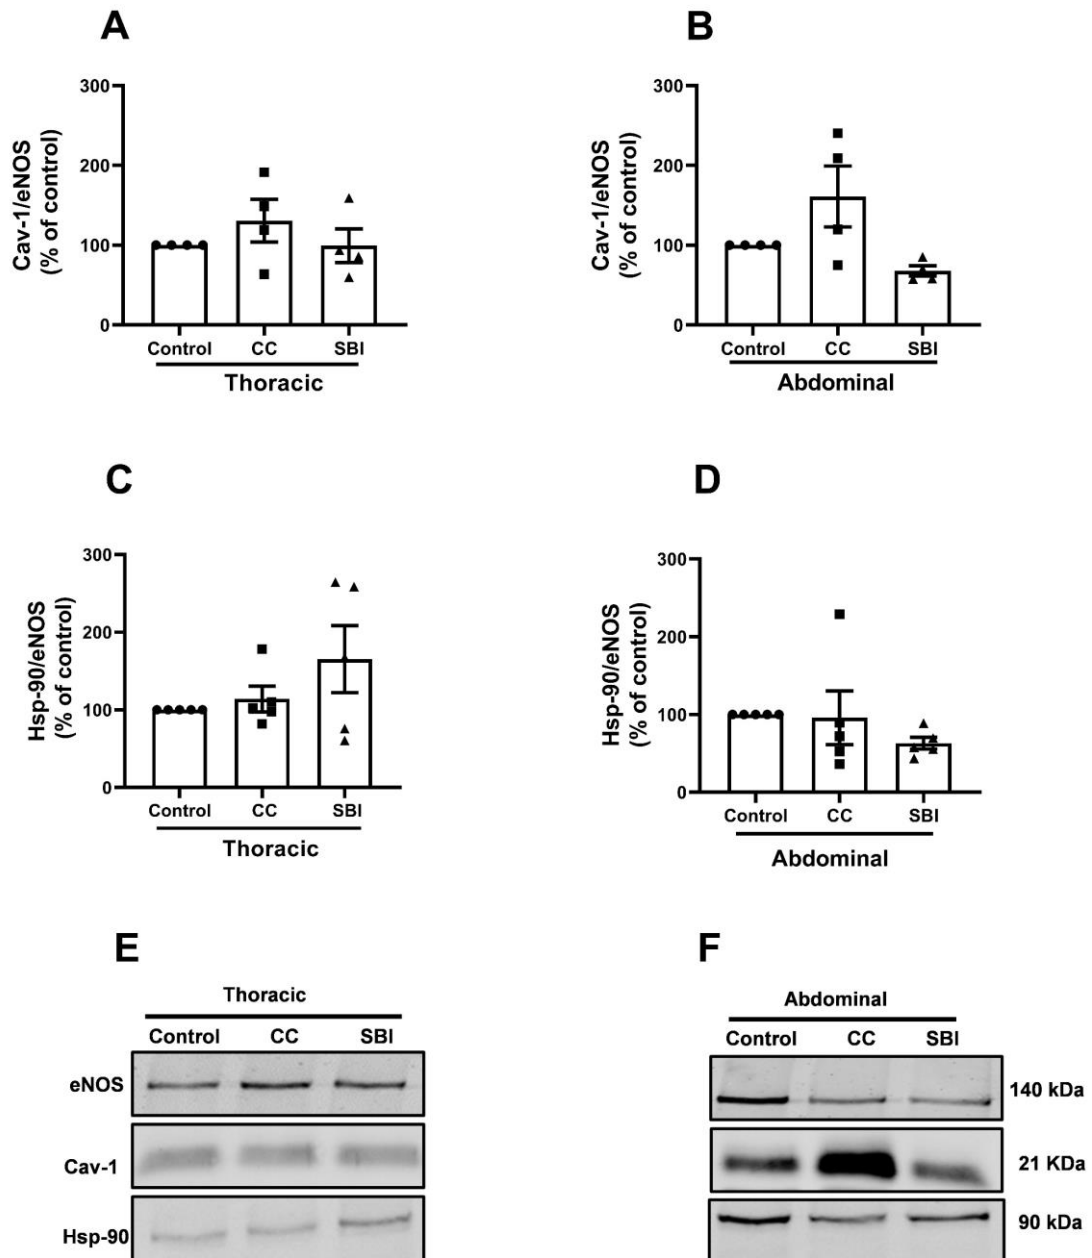 A
B
Cav-1/eNOS
(% of control)
300
200
100
0
Control CC SBI
Thoracic
Cav-1/eNOS
(% of control)
300
200
100
0
Control CC SBI
Abdominal
C
D
Hsp-90/eNOS
(% of control)
300
200
100
0
Control CC SBI
Thoracic
Hsp-90/eNOS
(% of control)
300
200
100
0
Control CC SBI
Abdominal
E
F
Thoracic
Control CC SBI
eNOS
Cav-1
Hsp-90
Abdominal
Control CC SBI
140 kDa
21 KDa
90 kDa